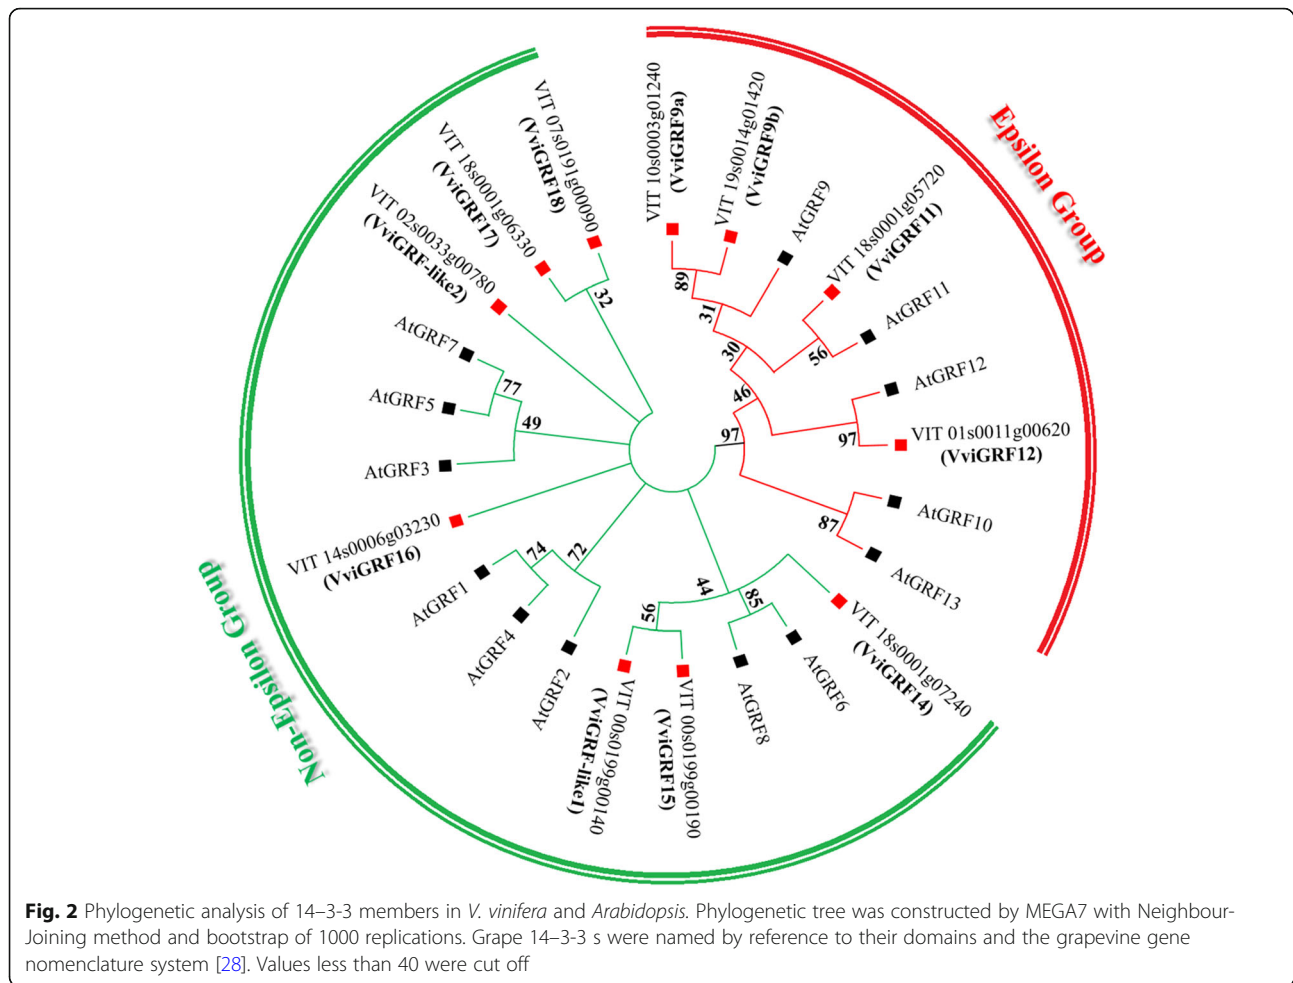 Epsilon Group
VIT 10s0003g01240
(VviGRF9a)
VIT 19s0014g01420
(VviGRF9b)
AtGRF9
VIT 18s0001g05720
(VviGRF11)
AtGRF11
AtGRF12
VIT 01s0011g00620
(VviGRF12)
AtGRF10
AtGRF13
VIT 18s0001g07240
(VviGRF14)
AtGRF6
AtGRF8
VIT 00s0199g00190
(VviGRF15)
VIT 00s0199g00140
(VviGRF-like1)
AtGRF2
AtGRF4
AtGRF1
VIT 14s0006g03230
(VviGRF16)
AtGRF3
AtGRF5
AtGRF7
VIT 02s0033g00780
(VviGRF-like2)
VIT 18s0001g06330
(VviGRF17)
VIT 07s0191g00090
(VviGRF18)
Non-Epsilon Group
89
31
30
56
46
97
97
87
85
44
56
72
74
49
77
32
Fig. 2 Phylogenetic analysis of 14–3-3 members in V. vinifera and Arabidopsis. Phylogenetic tree was constructed by MEGA7 with Neighbour-
Joining method and bootstrap of 1000 replications. Grape 14–3-3 s were named by reference to their domains and the grapevine gene
nomenclature system [28]. Values less than 40 were cut off